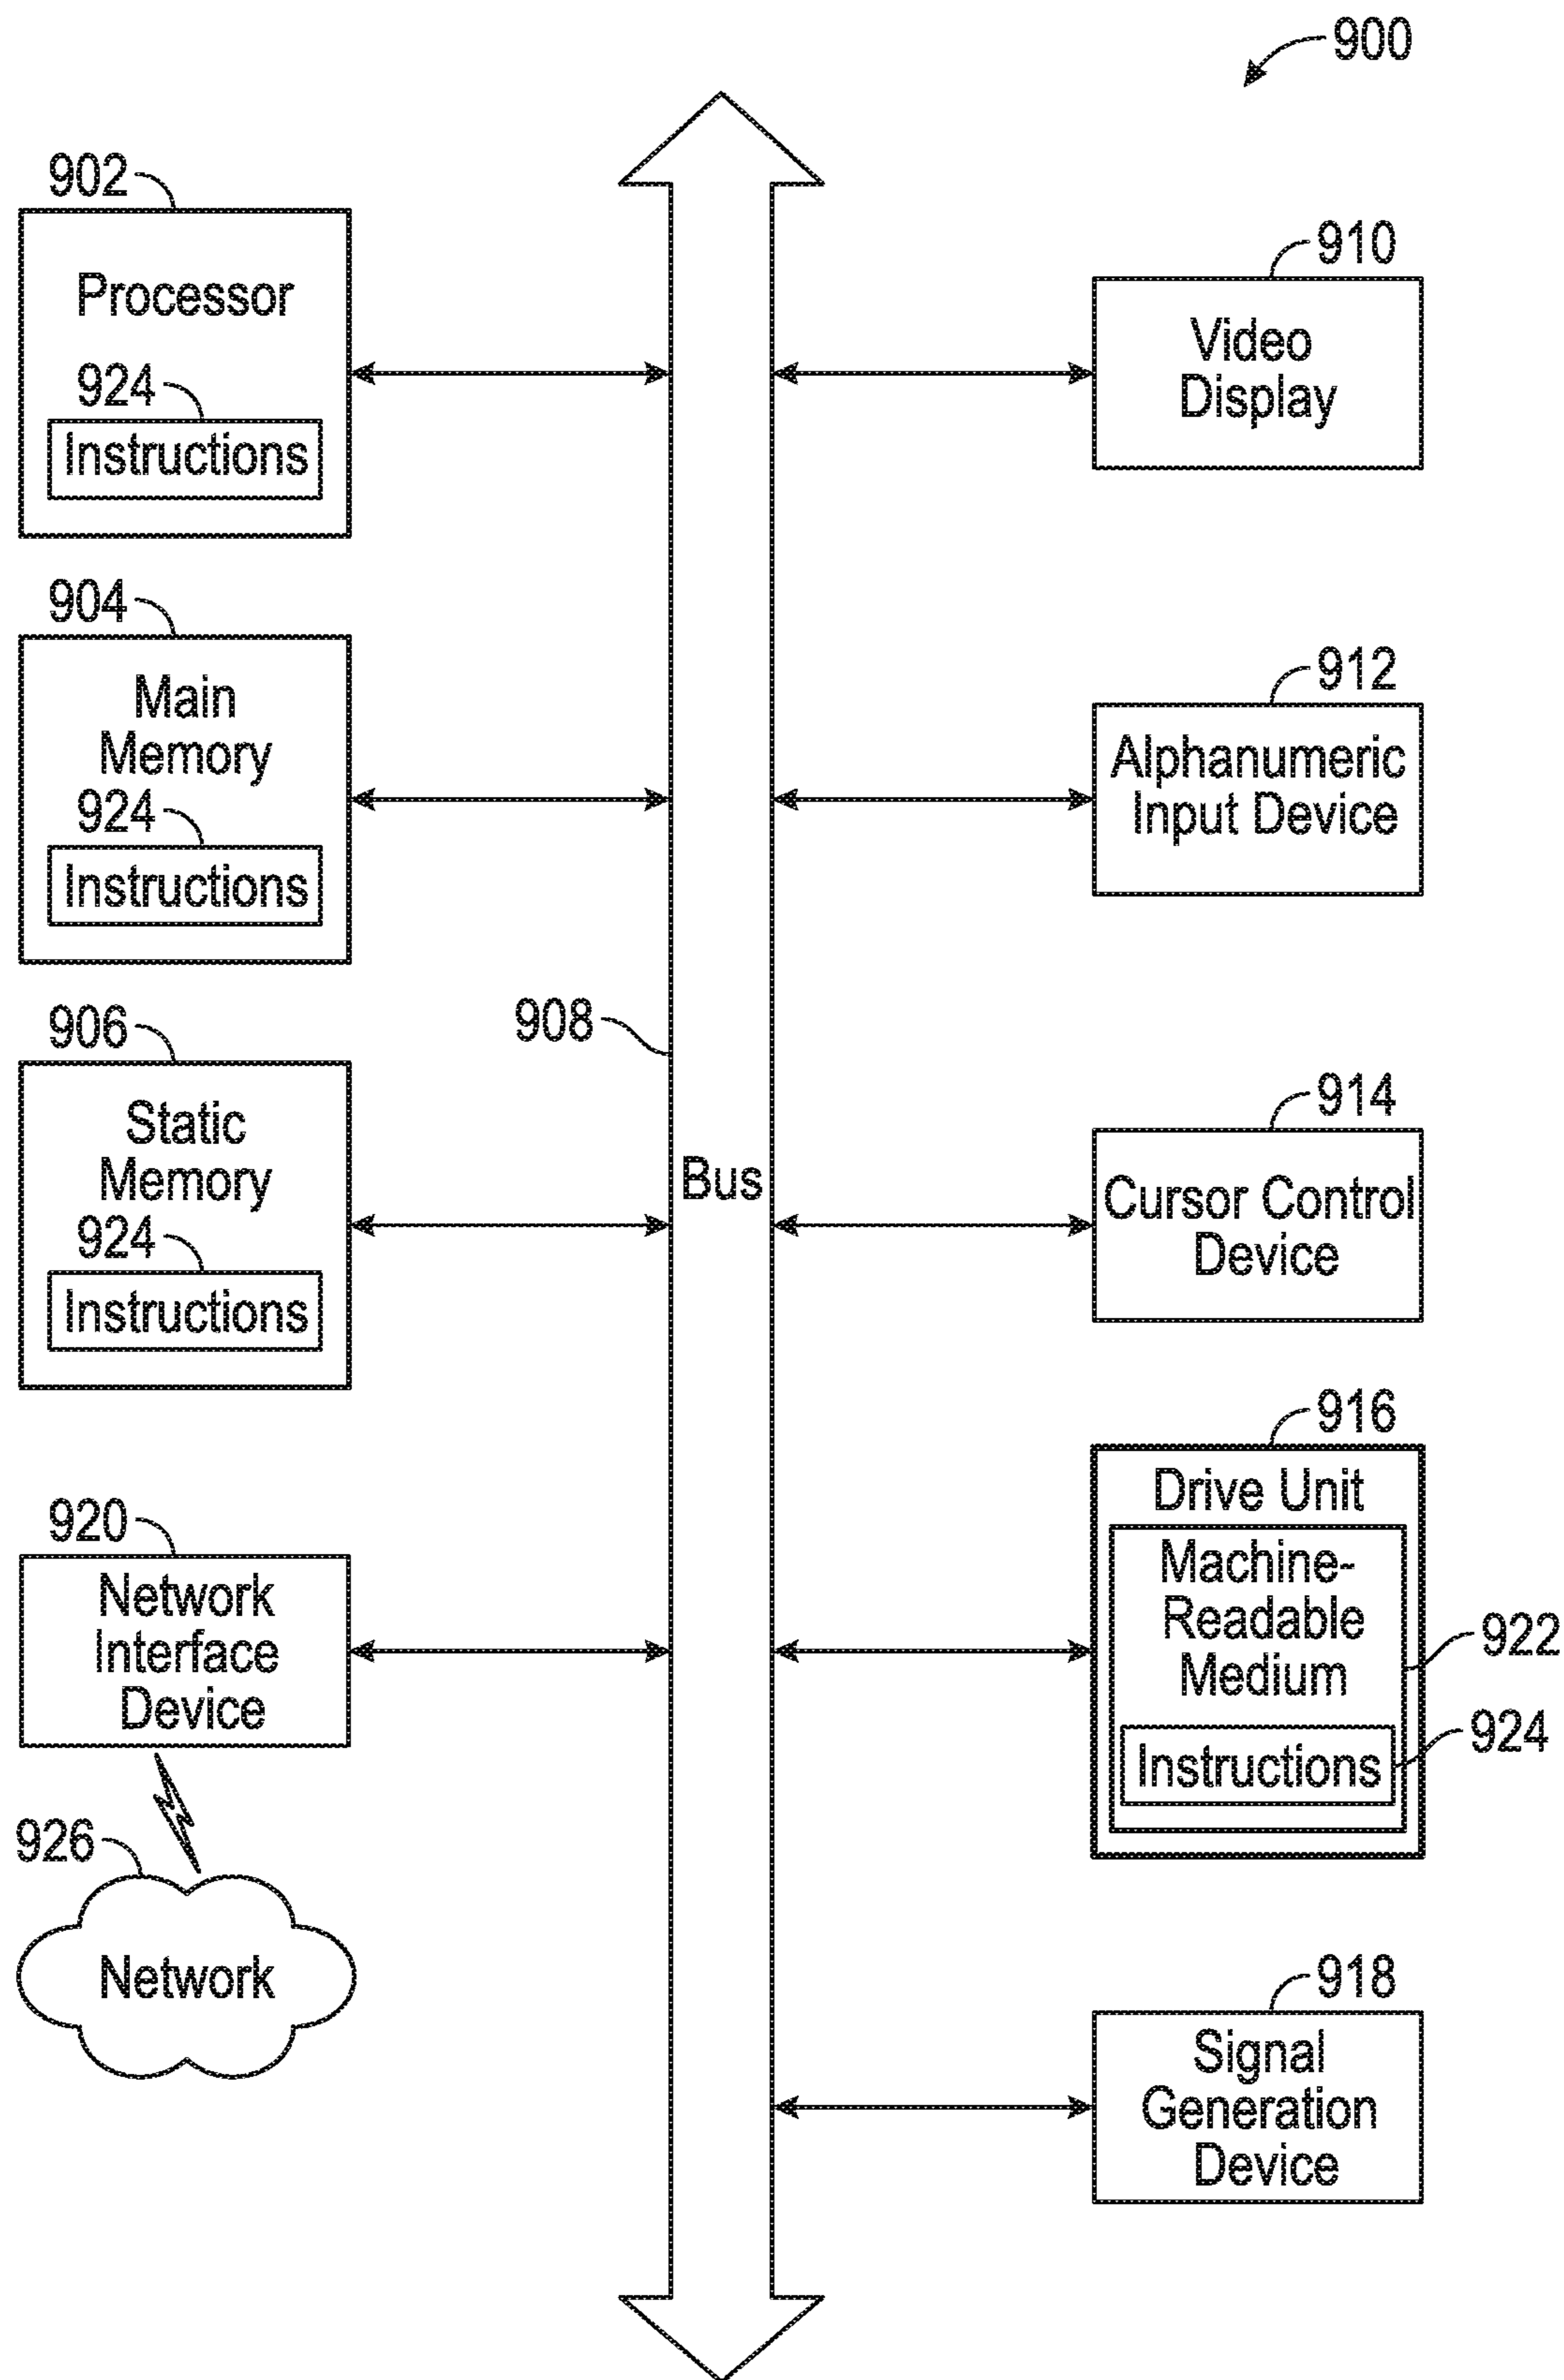 900
902
Processor
924
Instructions
904
Main
Memory
924
Instructions
906
Static
Memory
924
Instructions
920
Network
Interface
Device
926
Network
908
Bus
910
Video
Display
912
Alphanumeric
Input Device
914
Cursor Control
Device
916
Drive Unit
Machine-
Readable
Medium
922
Instructions
924
918
Signal
Generation
Device